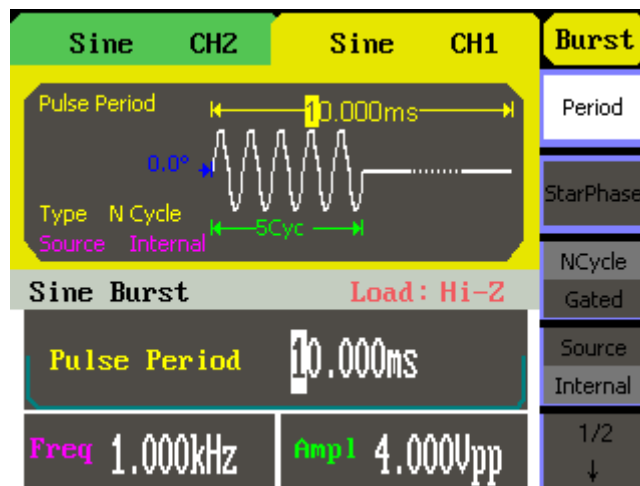 Sine CH2 Sine CH1 Burst
Pulse Period 10.000ms
0.0°
Type N Cycle
Source Internal
5Cyc
Sine Burst Load: Hi-Z
Pulse Period 10.000ms
Freq 1.000kHz Ampl 4.000Vpp
Period
StarPhase
NCycle
Gated
Source
Internal
1/2
↓